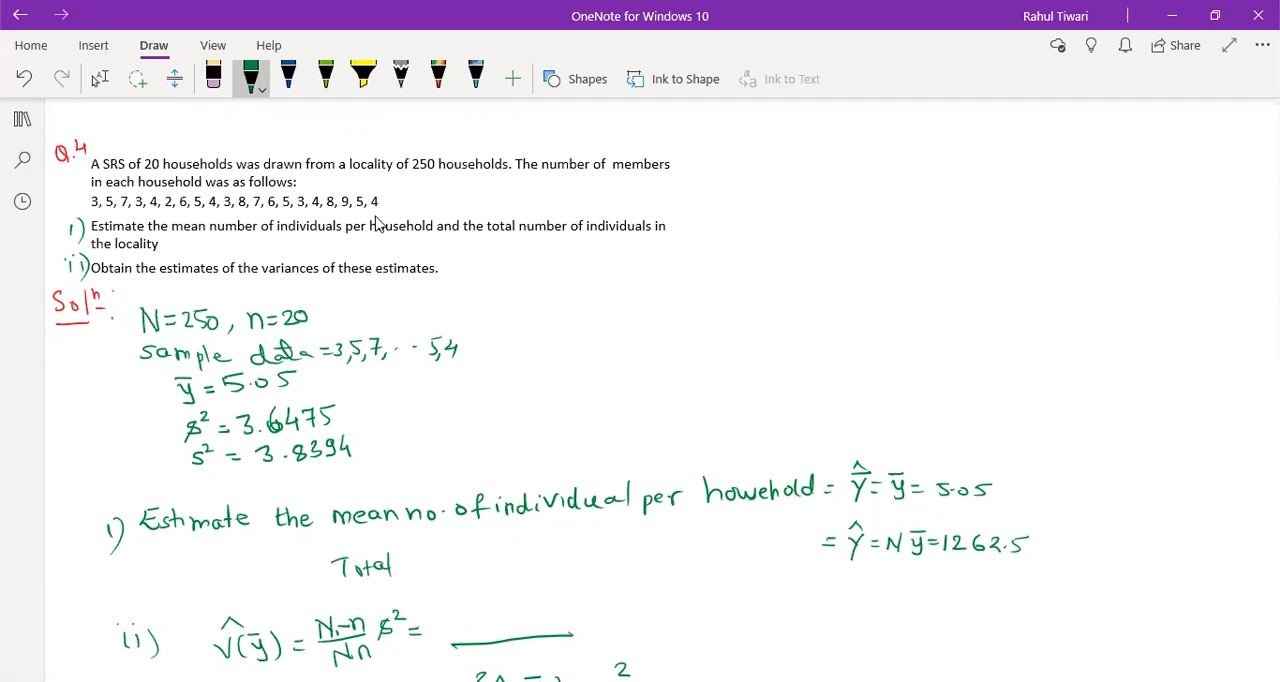 OneNote for Windows 10
Rahul Tiwari
Home Insert Draw View Help
Share
Shapes Ink to Shape Ink to Text
Q.4
A SRS of 20 households was drawn from a locality of 250 households. The number of members
in each household was as follows:
3, 5, 7, 3, 4, 2, 6, 5, 4, 3, 8, 7, 6, 5, 3, 4, 8, 9, 5, 4
i) Estimate the mean number of individuals per household and the total number of individuals in
the locality
ii) Obtain the estimates of the variances of these estimates.
Solⁿ:
N=250, n=20
sample data =3,5,7, ... 5,4
y̅ = 5.05
s² = 3.6475
s² = 3.8394
i) Estimate the mean no. of individual per howehold = Y̅̂ = y̅ = 5.05
Total = Ŷ = N y̅ = 1262.5
ii) V̂(y̅) = N-n/Nn s² =
2